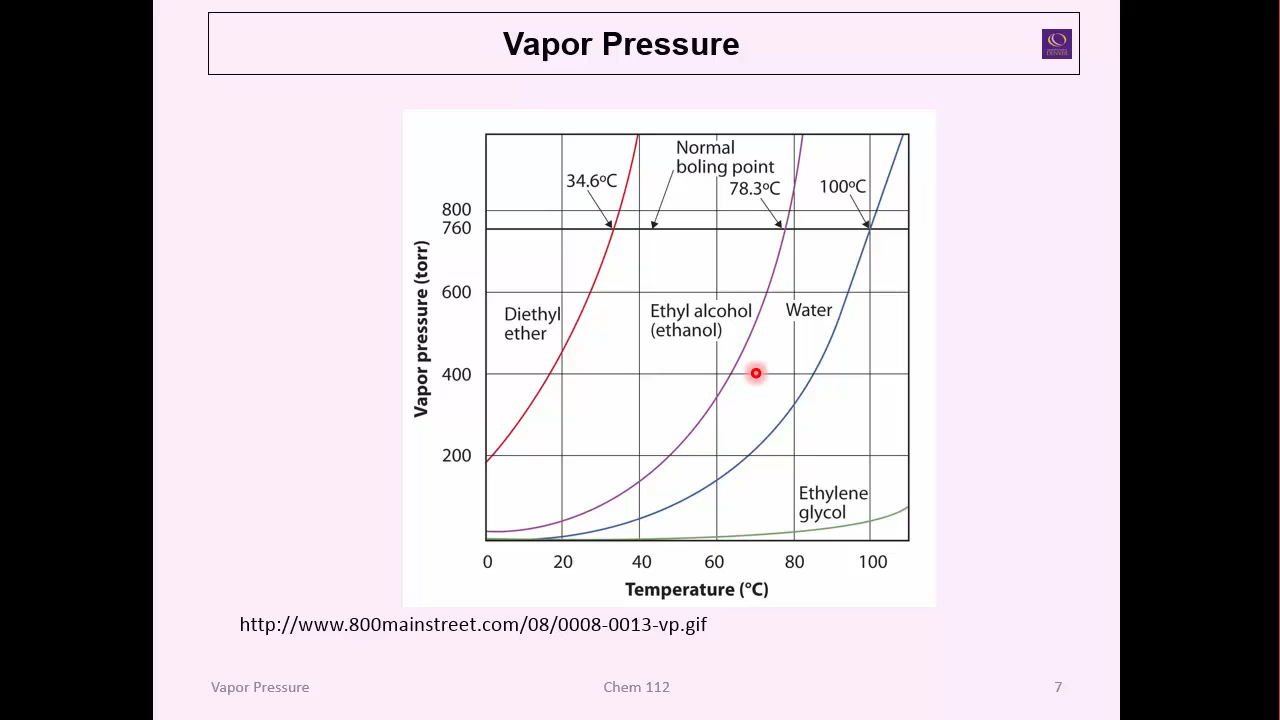 Vapor Pressure
Normal
boling point
34.6ºC
78.3ºC
100ºC
800
760
600
400
200
Vapor pressure (torr)
Diethyl
ether
Ethyl alcohol
(ethanol)
Water
Ethylene
glycol
0 20 40 60 80 100
Temperature (°C)
http://www.800mainstreet.com/08/0008-0013-vp.gif
Vapor Pressure Chem 112 7